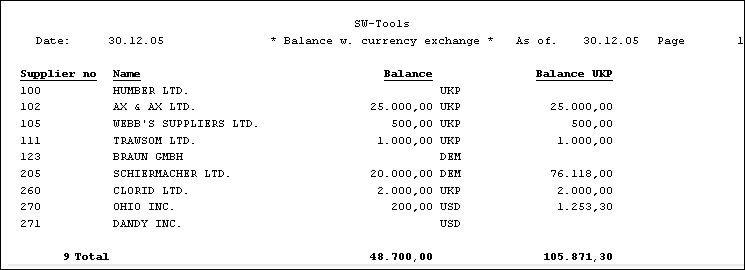 SW-Tools
Date: 30.12.05 * Balance w. currency exchange * As of. 30.12.05 Page 1
Supplier no Name Balance Balance UKP
100 HUMBER LTD. UKP
102 AX & AX LTD. 25.000,00 UKP 25.000,00
105 WEBB'S SUPPLIERS LTD. 500,00 UKP 500,00
111 TRAWSOM LTD. 1.000,00 UKP 1.000,00
123 BRAUN GMBH DEM
205 SCHIERMACHER LTD. 20.000,00 DEM 76.118,00
260 CLORID LTD. 2.000,00 UKP 2.000,00
270 OHIO INC. 200,00 USD 1.253,30
271 DANDY INC. USD
9 Total 48.700,00 105.871,30